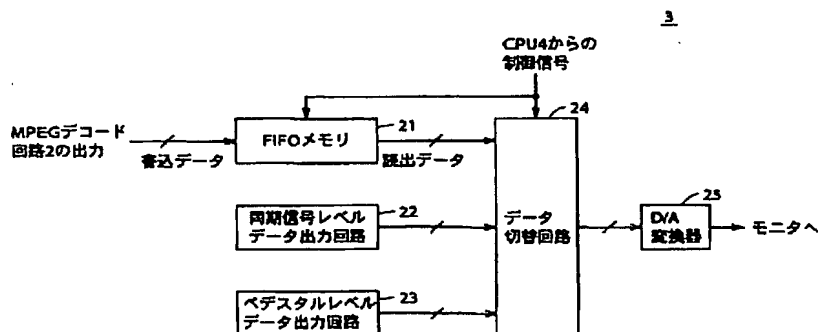 3
CPU4からの
制御信号
24
MPEGデコード
回路2の出力
書込データ
FIFOメモリ
21
読出データ
同期信号レベル
データ出力回路
22
データ
切替回路
25
D/A
変換器
モニタへ
ペデスタルレベル
データ出力回路
23